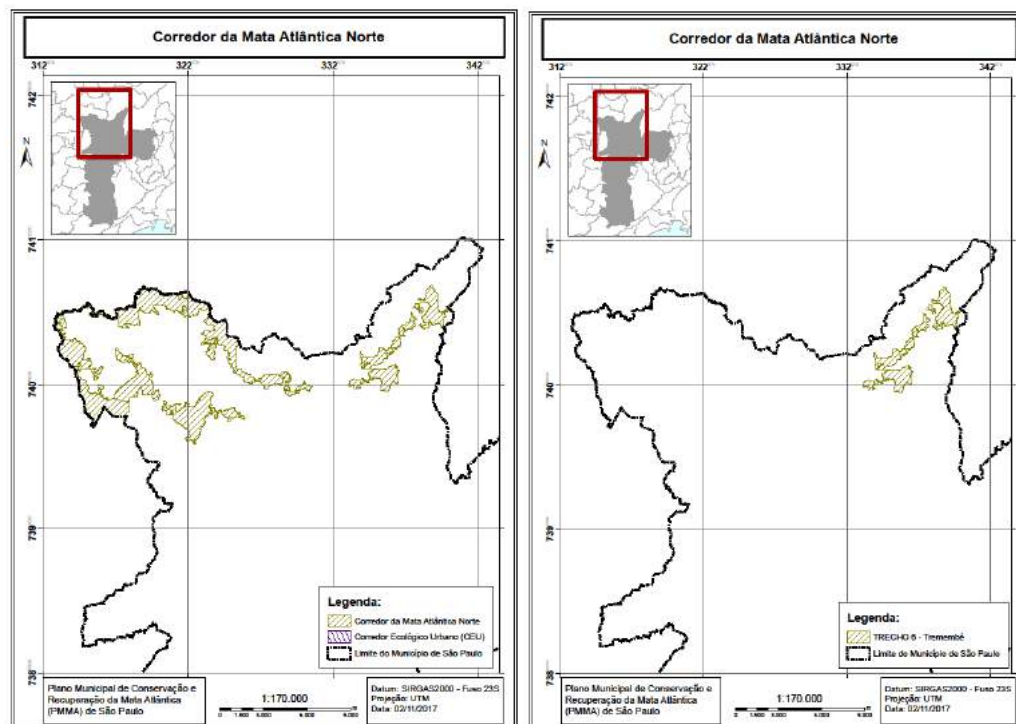 Corredor da Mata Atlântica Norte
312 322 332 342
742
N
741
740
739
738
Legenda:
Corredor da Mata Atlântica Norte
Corredor Ecológico Urbano (CEU)
Limite do Município de São Paulo
Plano Municipal de Conservação e
Recuperação da Mata Atlântica
(PMMA) de São Paulo
1:170.000
Datum: SIRGAS2000 - Fuso 23S
Projeção: UTM
Data: 02/11/2017
Corredor da Mata Atlântica Norte
312 322 332 342
742
N
741
740
739
738
Legenda:
TRECHO 6 - Tremembé
Limite do Município de São Paulo
Plano Municipal de Conservação e
Recuperação da Mata Atlântica
(PMMA) de São Paulo
1:170.000
Datum: SIRGAS2000 - Fuso 23S
Projeção: UTM
Data: 02/11/2017